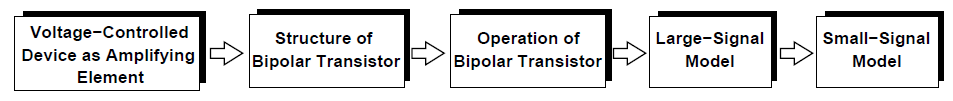 Voltage−Controlled
Device as Amplifying
Element
Structure of
Bipolar Transistor
Operation of
Bipolar Transistor
Large−Signal
Model
Small−Signal
Model